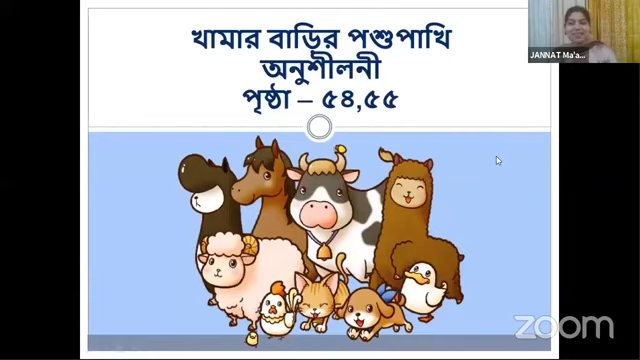 খামার বাড়ির পশুপাখি
অনুশীলনী
পৃষ্ঠা – ৫৪,৫৫
JANNAT Ma'a...
zoom